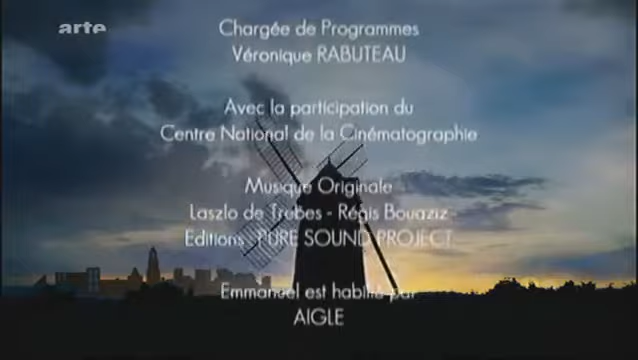 arte
Chargée de Programmes
Véronique RABUTEAU
Avec la participation du
Centre National de la Cinématographie
Musique Originale
Laszlo de Trèbes - Régis Bouaziz
Editions PURE SOUND PROJECT
Emmanuel est habillé par
AIGLE